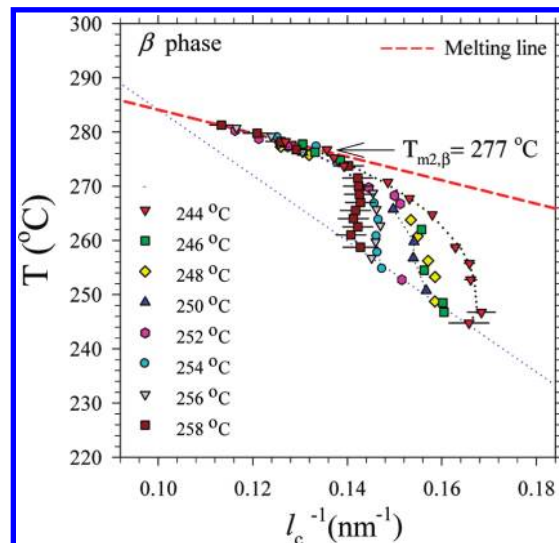 β phase
Melting line
T_m2,β = 277 °C
T (°C)
300
290
280
270
260
250
240
230
220
244 °C
246 °C
248 °C
250 °C
252 °C
254 °C
256 °C
258 °C
0.10 0.12 0.14 0.16 0.18
l_c⁻¹(nm⁻¹)